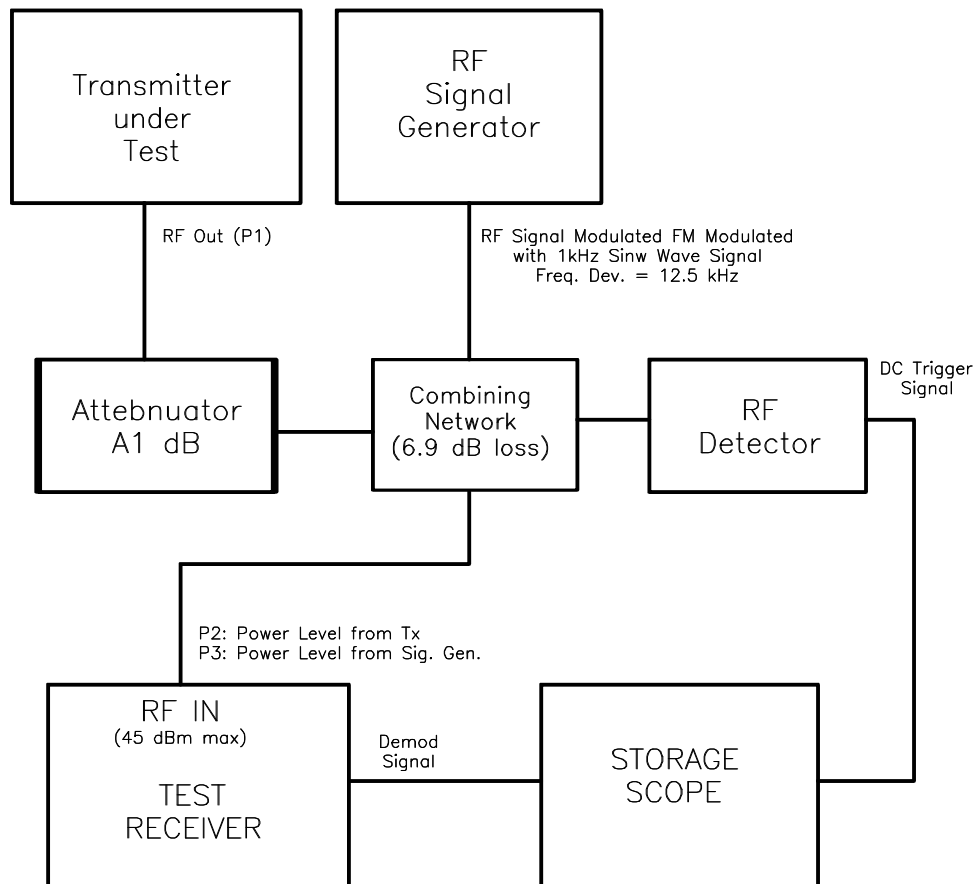 Transmitter
under
Test
RF
Signal
Generator
RF Out (P1)
RF Signal Modulated FM Modulated
with 1kHz Sinw Wave Signal
Freq. Dev. = 12.5 kHz
Attebnuator
A1 dB
Combining
Network
(6.9 dB loss)
RF
Detector
DC Trigger
Signal
P2: Power Level from Tx
P3: Power Level from Sig. Gen.
RF IN
(45 dBm max)
TEST
RECEIVER
Demod
Signal
STORAGE
SCOPE